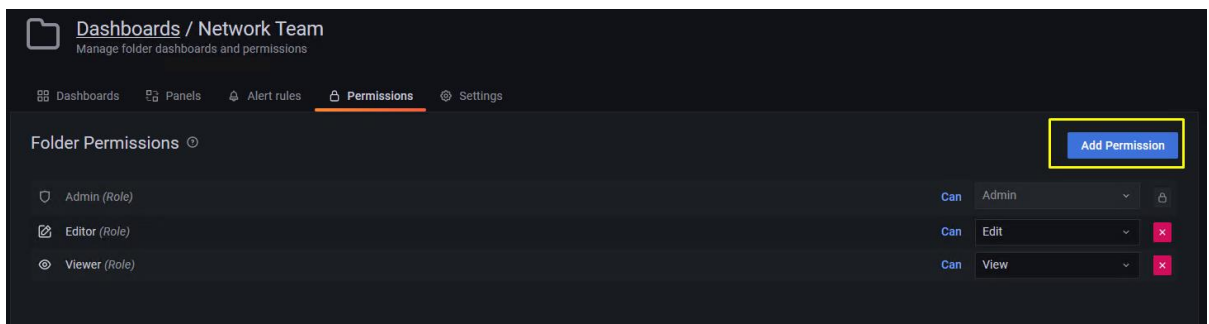 Dashboards / Network Team
Manage folder dashboards and permissions
Dashboards Panels Alert rules Permissions Settings
Folder Permissions
Add Permission
Admin (Role) Can Admin
Editor (Role) Can Edit
Viewer (Role) Can View